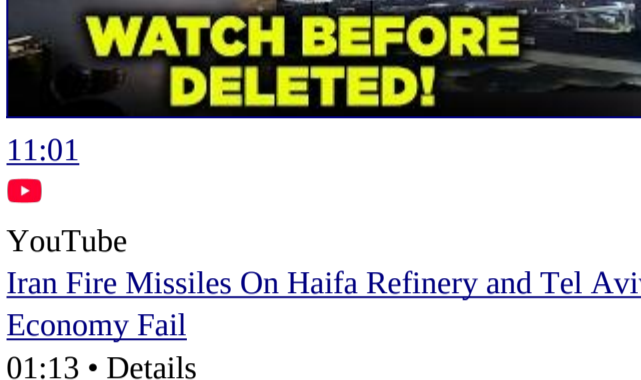 WATCH BEFORE
DELETED!
11:01
YouTube
Iran Fire Missiles On Haifa Refinery and Tel
Economy Fail
01:13 • Details